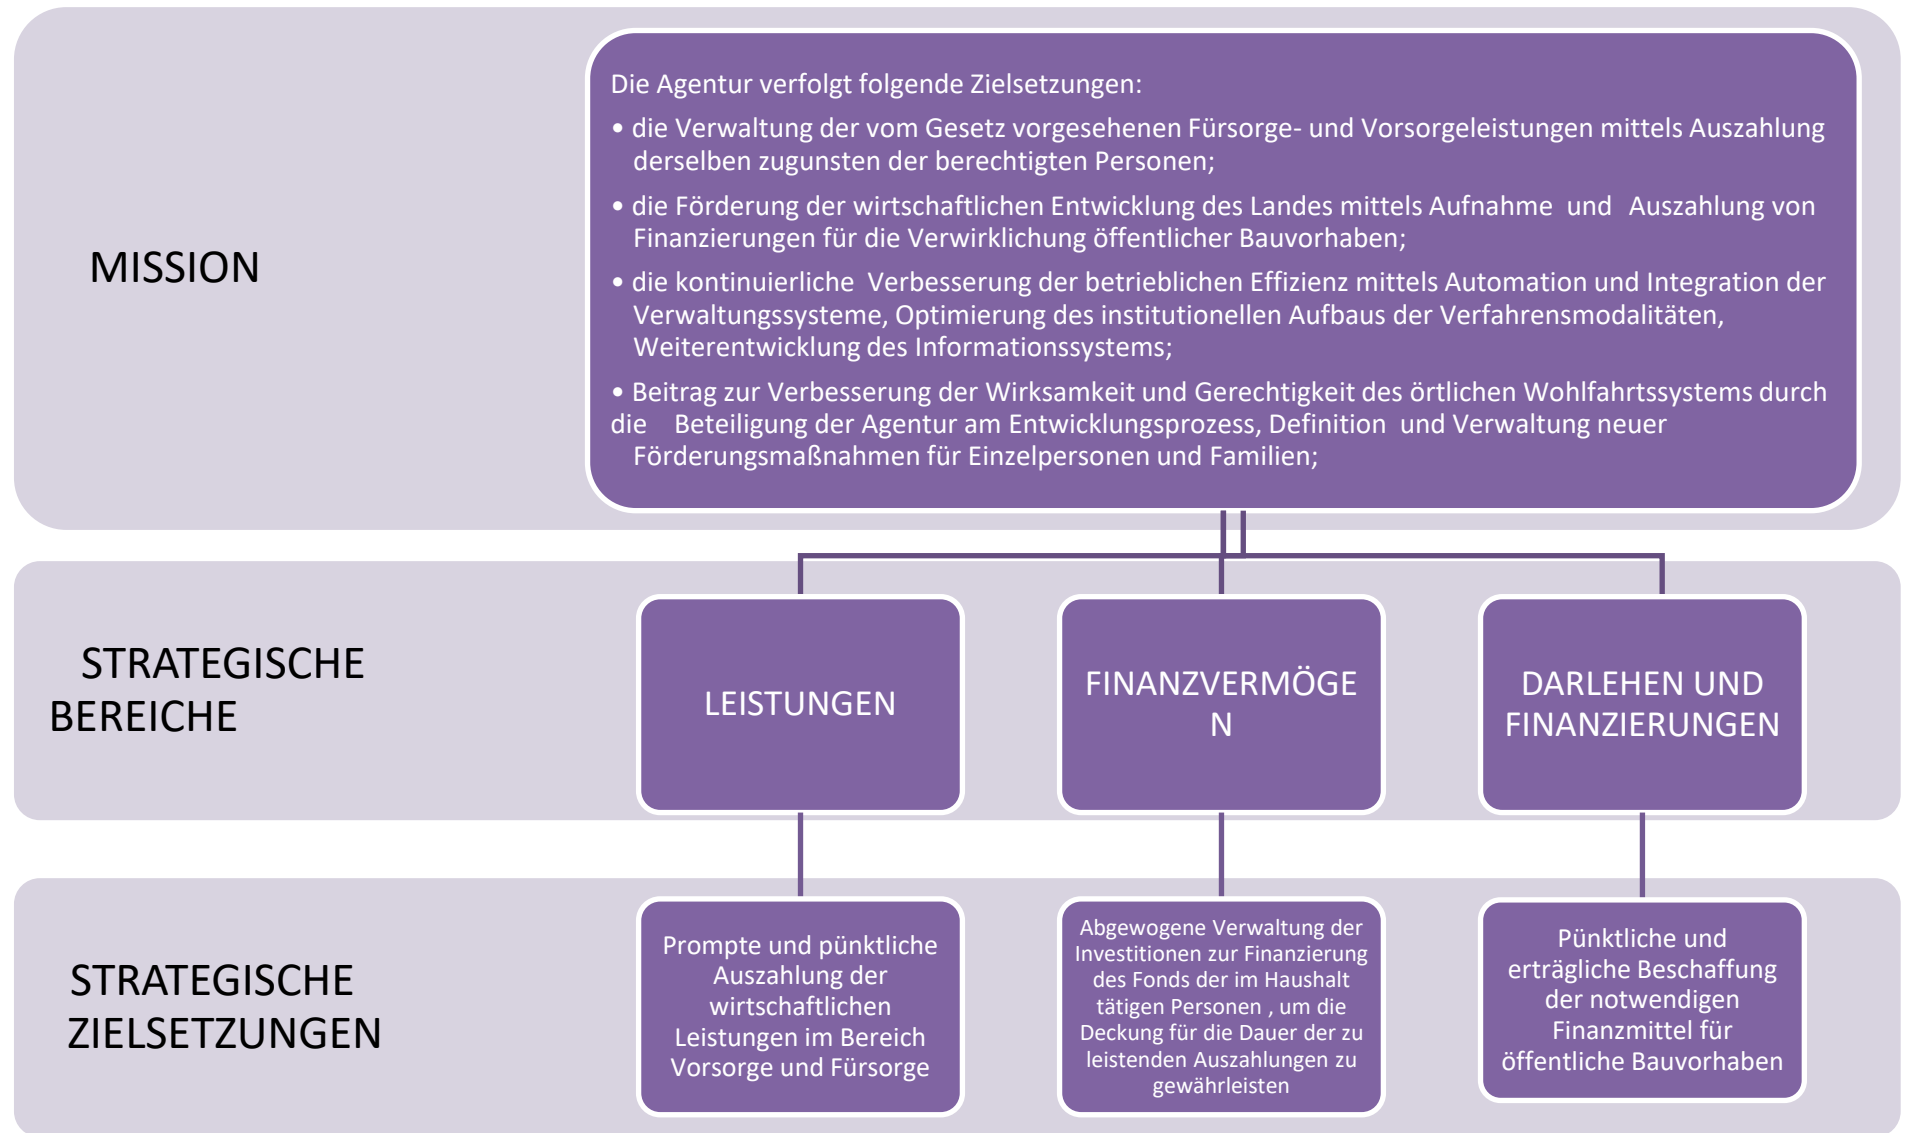 MISSION
Die Agentur verfolgt folgende Zielsetzungen:
• die Verwaltung der vom Gesetz vorgesehenen Fürsorge- und Vorsorgeleistungen mittels Auszahlung
derselben zugunsten der berechtigten Personen;
• die Förderung der wirtschaftlichen Entwicklung des Landes mittels Aufnahme und Auszahlung von
Finanzierungen für die Verwirklichung öffentlicher Bauvorhaben;
• die kontinuierliche Verbesserung der betrieblichen Effizienz mittels Automation und Integration der
Verwaltungssysteme, Optimierung des institutionellen Aufbaus der Verfahrensmodalitäten,
Weiterentwicklung des Informationssystems;
• Beitrag zur Verbesserung der Wirksamkeit und Gerechtigkeit des örtlichen Wohlfahrtssystems durch
die Beteiligung der Agentur am Entwicklungsprozess, Definition und Verwaltung neuer
Förderungsmaßnahmen für Einzelpersonen und Familien;
STRATEGISCHE
BEREICHE
LEISTUNGEN
FINANZVERMÖGE
N
DARLEHEN UND
FINANZIERUNGEN
STRATEGISCHE
ZIELSETZUNGEN
Prompte und pünktliche
Auszahlung der
wirtschaftlichen
Leistungen im Bereich
Vorsorge und Fürsorge
Abgewogene Verwaltung der
Investitionen zur Finanzierung
des Fonds der im Haushalt
tätigen Personen , um die
Deckung für die Dauer der zu
leistenden Auszahlungen zu
gewährleisten
Pünktliche und
erträgliche Beschaffung
der notwendigen
Finanzmittel für
öffentliche Bauvorhaben